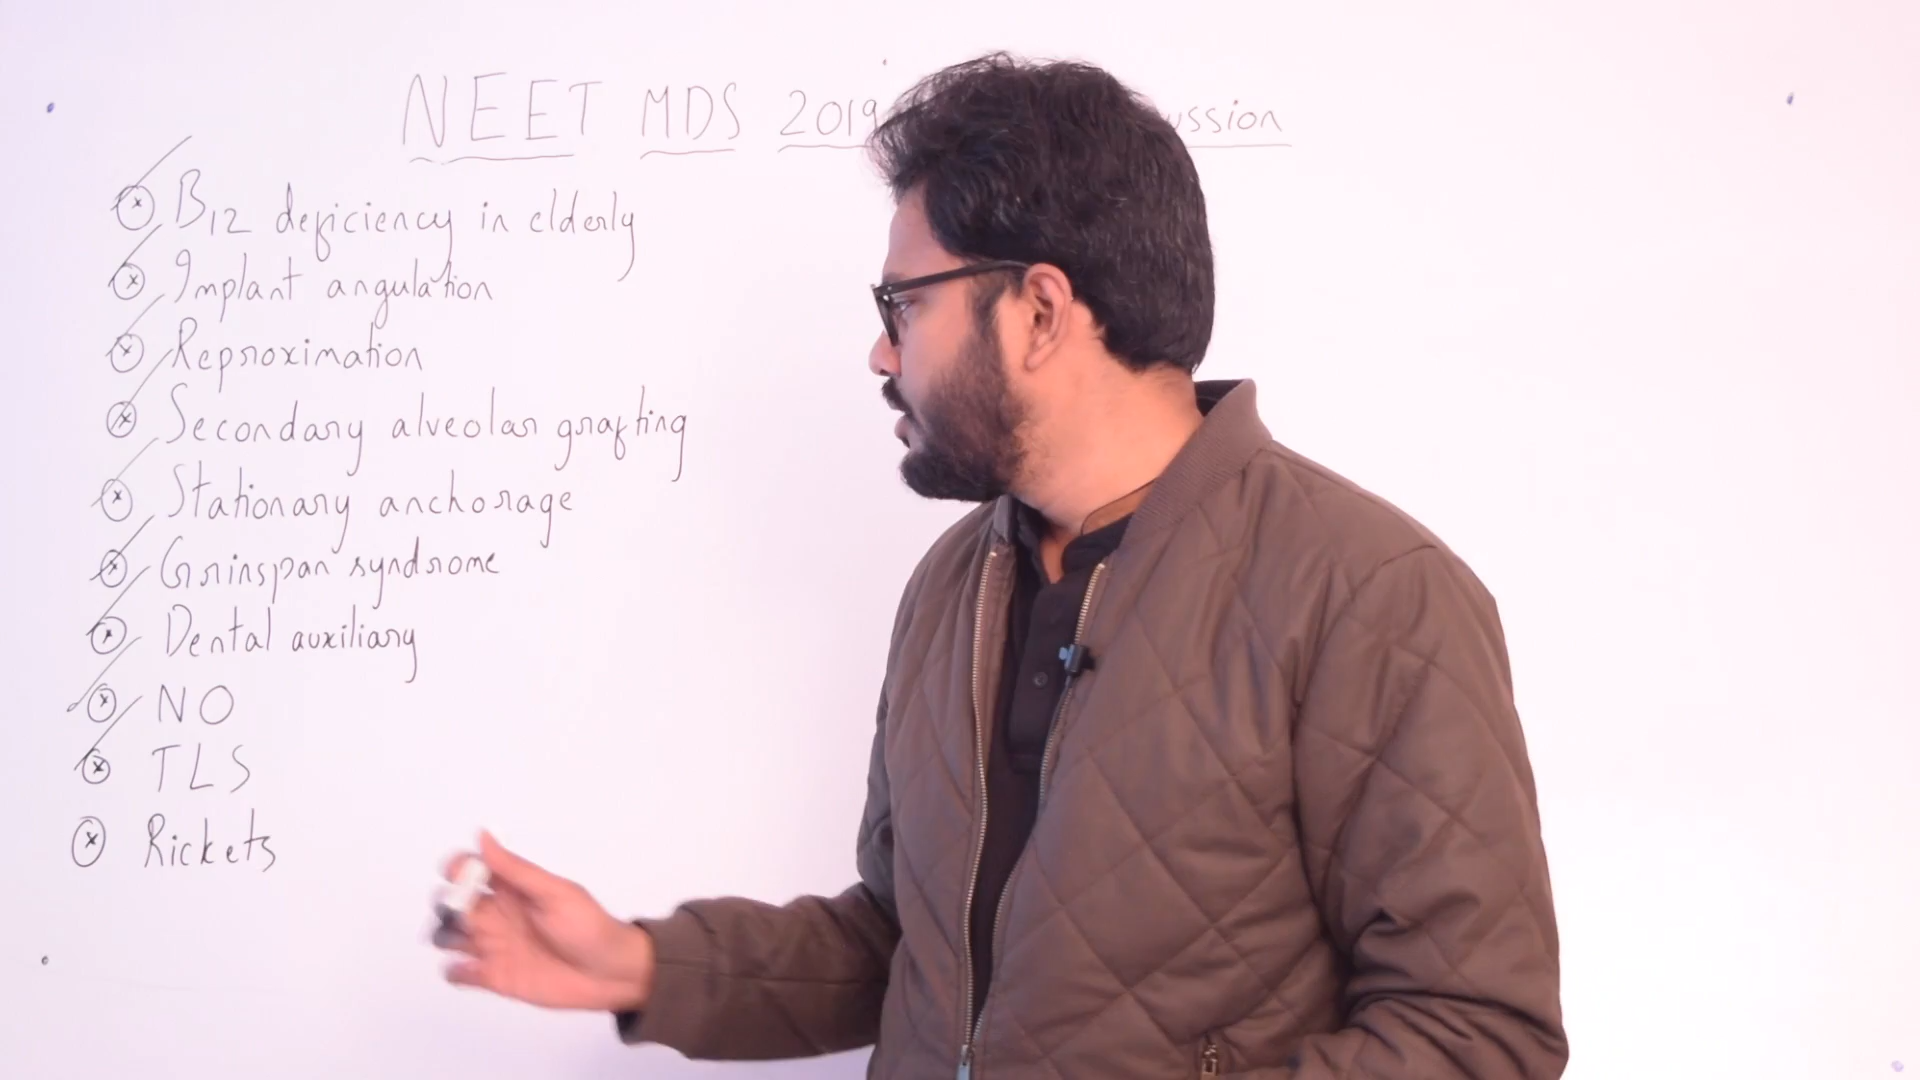 NEET MDS 2019 ussion
B12 deficiency in elderly
Implant angulation
Reproximation
Secondary alveolar grafting
Stationary anchorage
Grinspan syndrome
Dental auxiliary
NO
TLS
Rickets